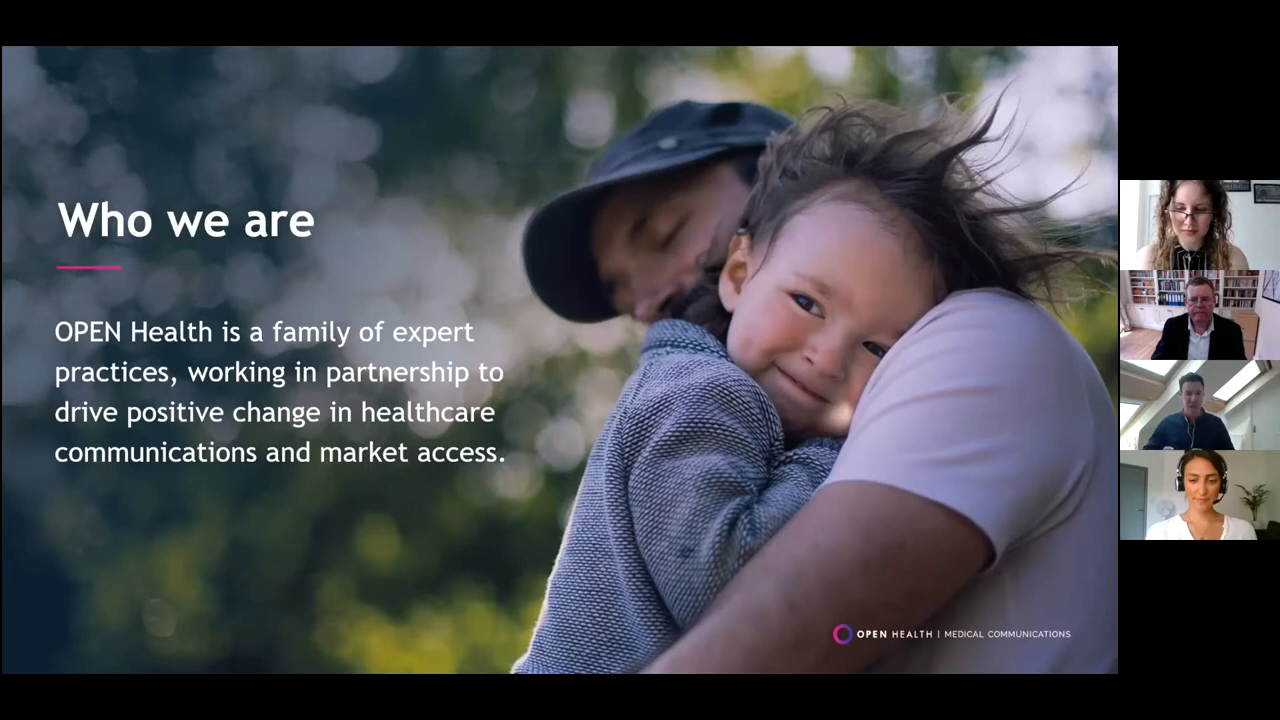 Who we are
OPEN Health is a family of expert
practices, working in partnership to
drive positive change in healthcare
communications and market access.
OPEN HEALTH | MEDICAL COMMUNICATIONS